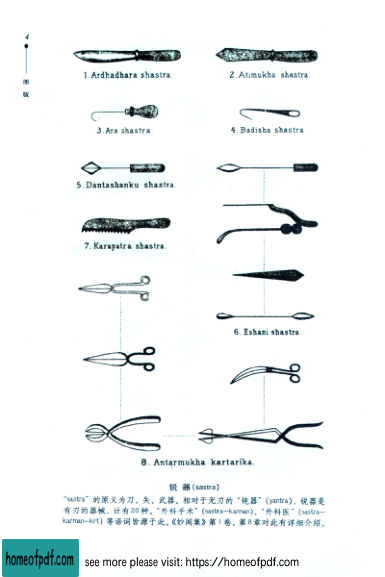 4
图
版
1. Ardhadhara shastra.
2. Atimukha shastra.
3. Ara shastra.
4. Badisha shastra.
5. Dantashanku shastra.
7. Karapatra shastra.
6. Eshani shastra.
8. Antarmukha kartarika.
锐 器 (sastra)
"sastra" 的原义为刀、矢、武器。相对于无刃的 "钝器" (yantra), 锐器是
有刃的器械, 计有20种。"外科手术" (sastra-karman)、"外科医" (sastra-
karman-krt) 等语词皆源于此。《妙闻集》第1卷、第8章对此有详细介绍。
homeofpdf.com
see more please visit: https://homeofpdf.com